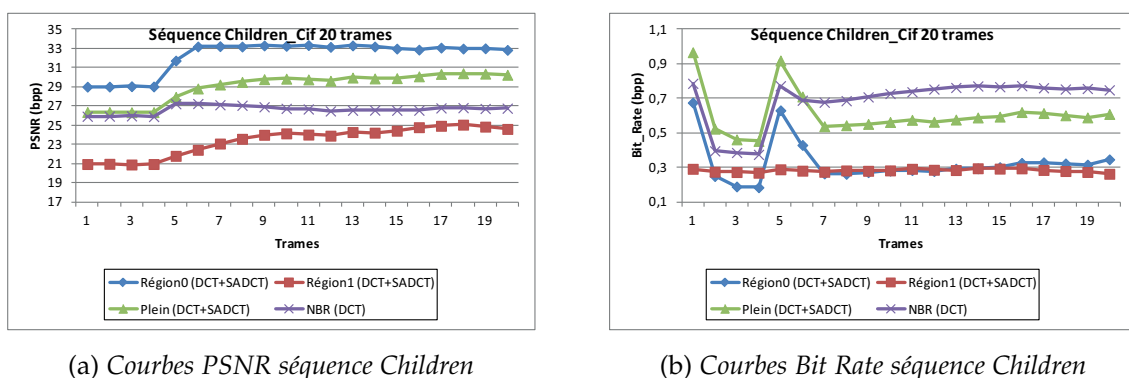 Séquence Children_Cif 20 trames
35
33
31
29
27
25
23
21
19
17
PSNR (bpp)
1 3 5 7 9 11 13 15 17 19
Trames
Région0 (DCT+SADCT) Région1 (DCT+SADCT)
Plein (DCT+SADCT) NBR (DCT)
(a) Courbes PSNR séquence Children
Séquence Children_Cif 20 trames
1,1
0,9
0,7
0,5
0,3
0,1
Bit_Rate (bpp)
1 3 5 7 9 11 13 15 17 19
Trames
Région0 (DCT+SADCT) Région1 (DCT+SADCT)
Plein (DCT+SADCT) NBR (DCT)
(b) Courbes Bit Rate séquence Children